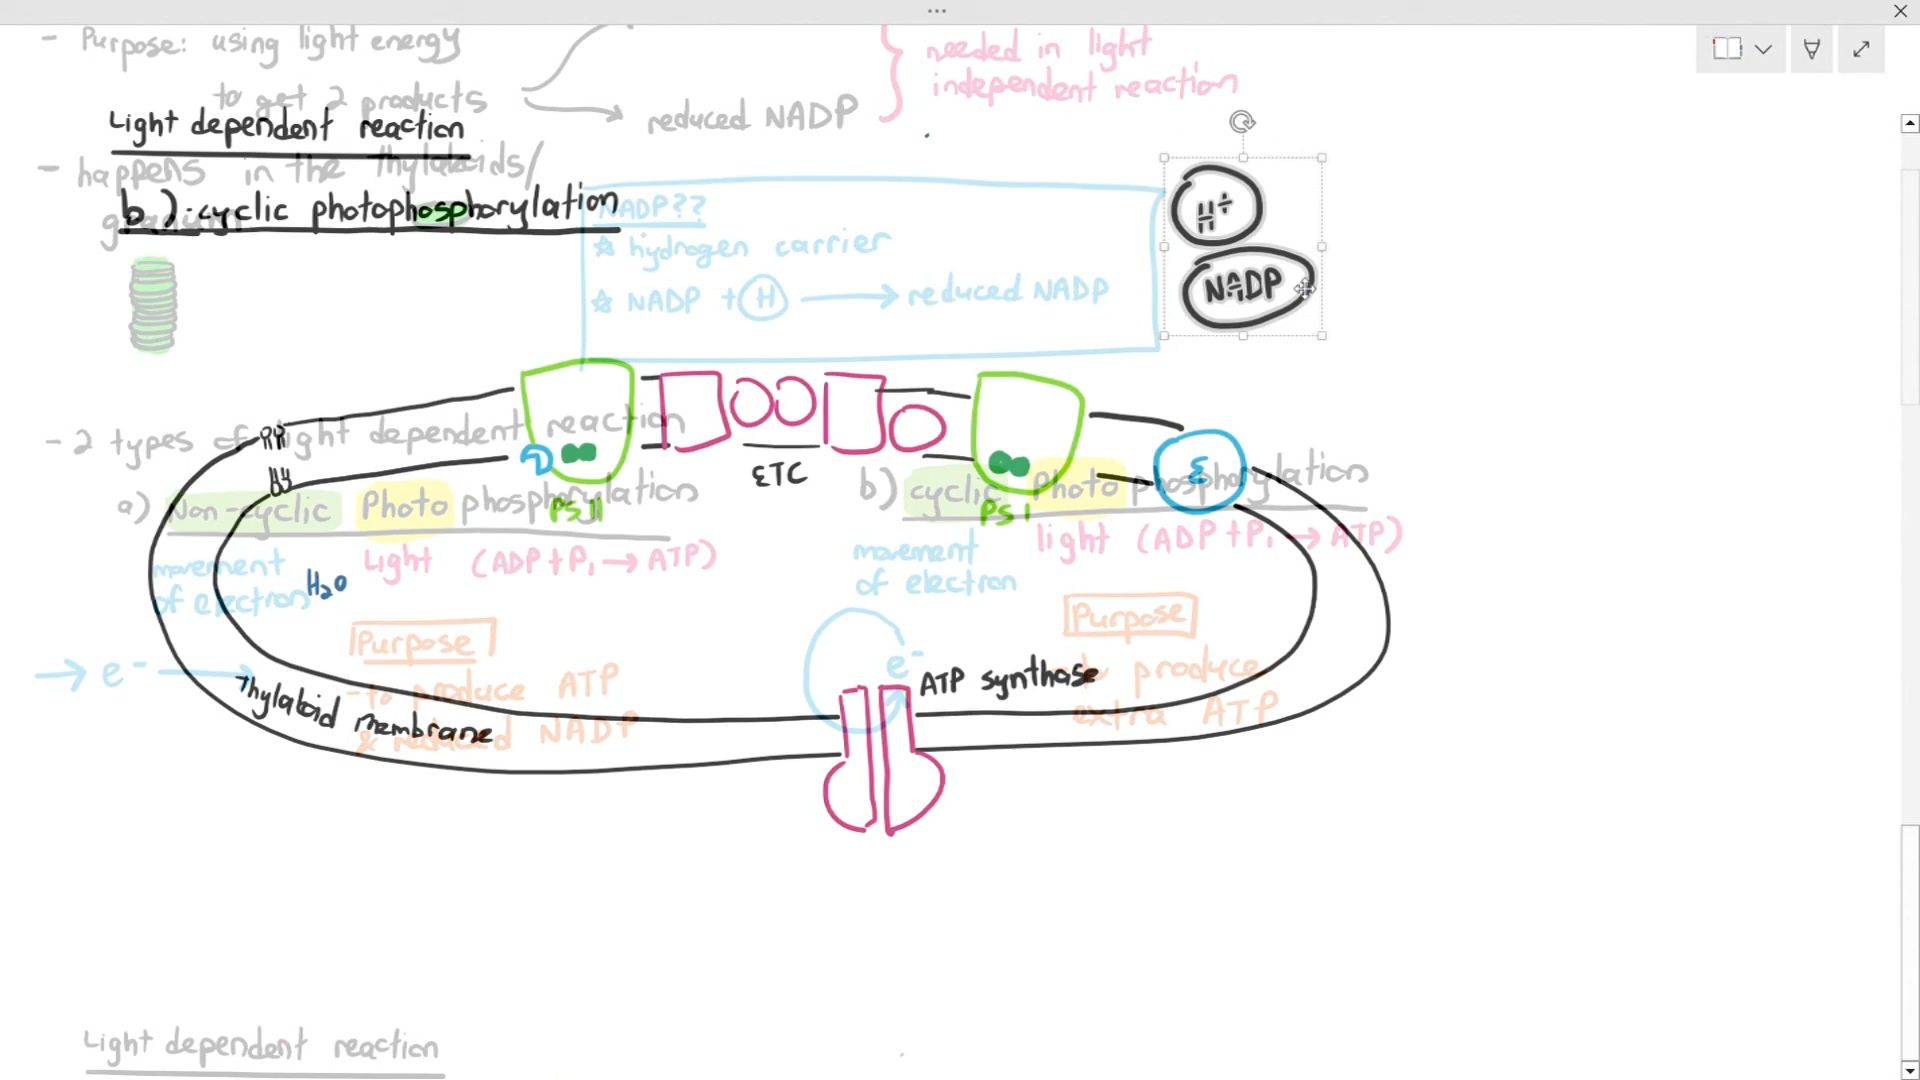 - Purpose: using light energy
to get 2 products
reduced NADP
needed in light
independent reaction
Light dependent reaction
- happens in the thylakoids/
b) cyclic photophosphorylation
NADP??
☆ hydrogen carrier
☆ NADP + H → reduced NADP
H+
NADP
- 2 types of light dependent reaction
ETC
E
a) Non-cyclic Photo phosphorylation
PS II
b) cyclic Photo phosphorylation
PS I
movement
of electron
Light (ADP + Pi → ATP)
movement
of electron
light (ADP + Pi → ATP)
H2O
Purpose
Purpose
→ e- →
- to produce ATP
& reduced NADP
e-
ATP synthase
to produce
extra ATP
Thylakoid membrane
Light dependent reaction